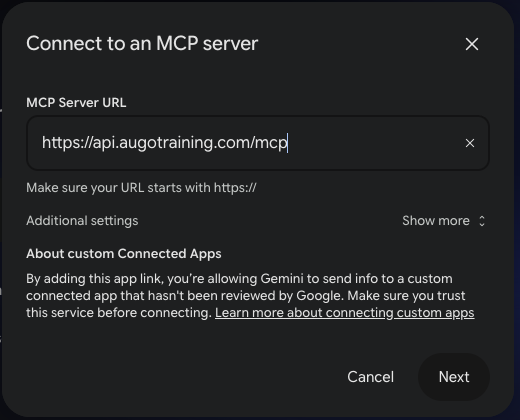 Connect to an MCP server
MCP Server URL
https://api.augotraining.com/mcp
Make sure your URL starts with https://
Additional settings
Show more
About custom Connected Apps
By adding this app link, you're allowing Gemini to send info to a custom
connected app that hasn't been reviewed by Google. Make sure you trust
this service before connecting. Learn more about connecting custom apps
Cancel
Next